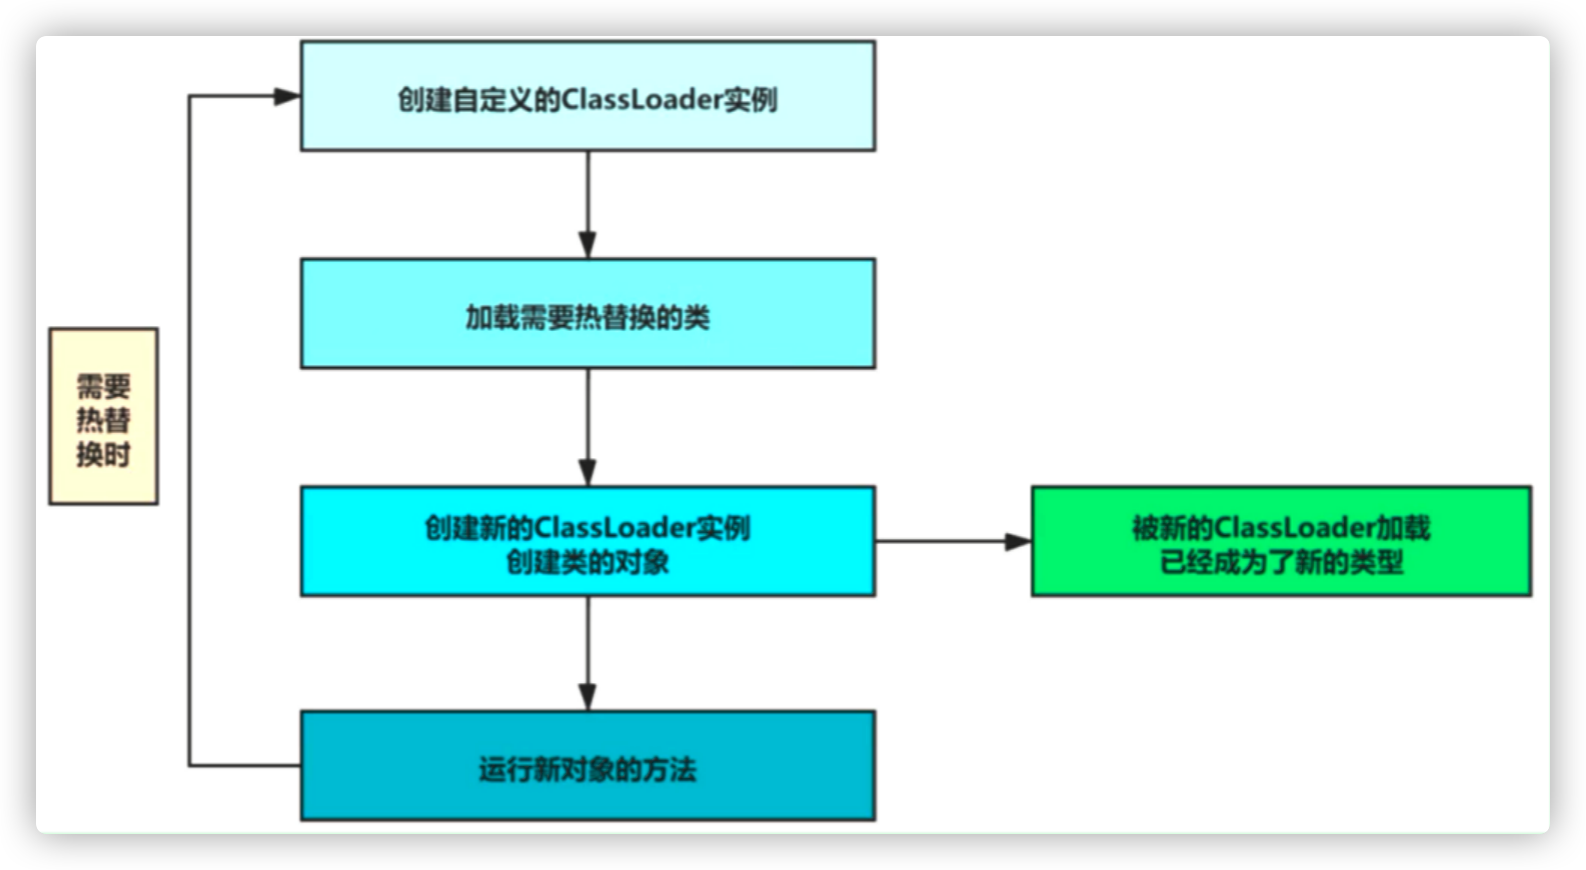 创建自定义的ClassLoader实例
加载需要热替换的类
需要
热替
换时
创建新的ClassLoader实例
创建类的对象
被新的ClassLoader加载
已经成为了新的类型
运行新对象的方法